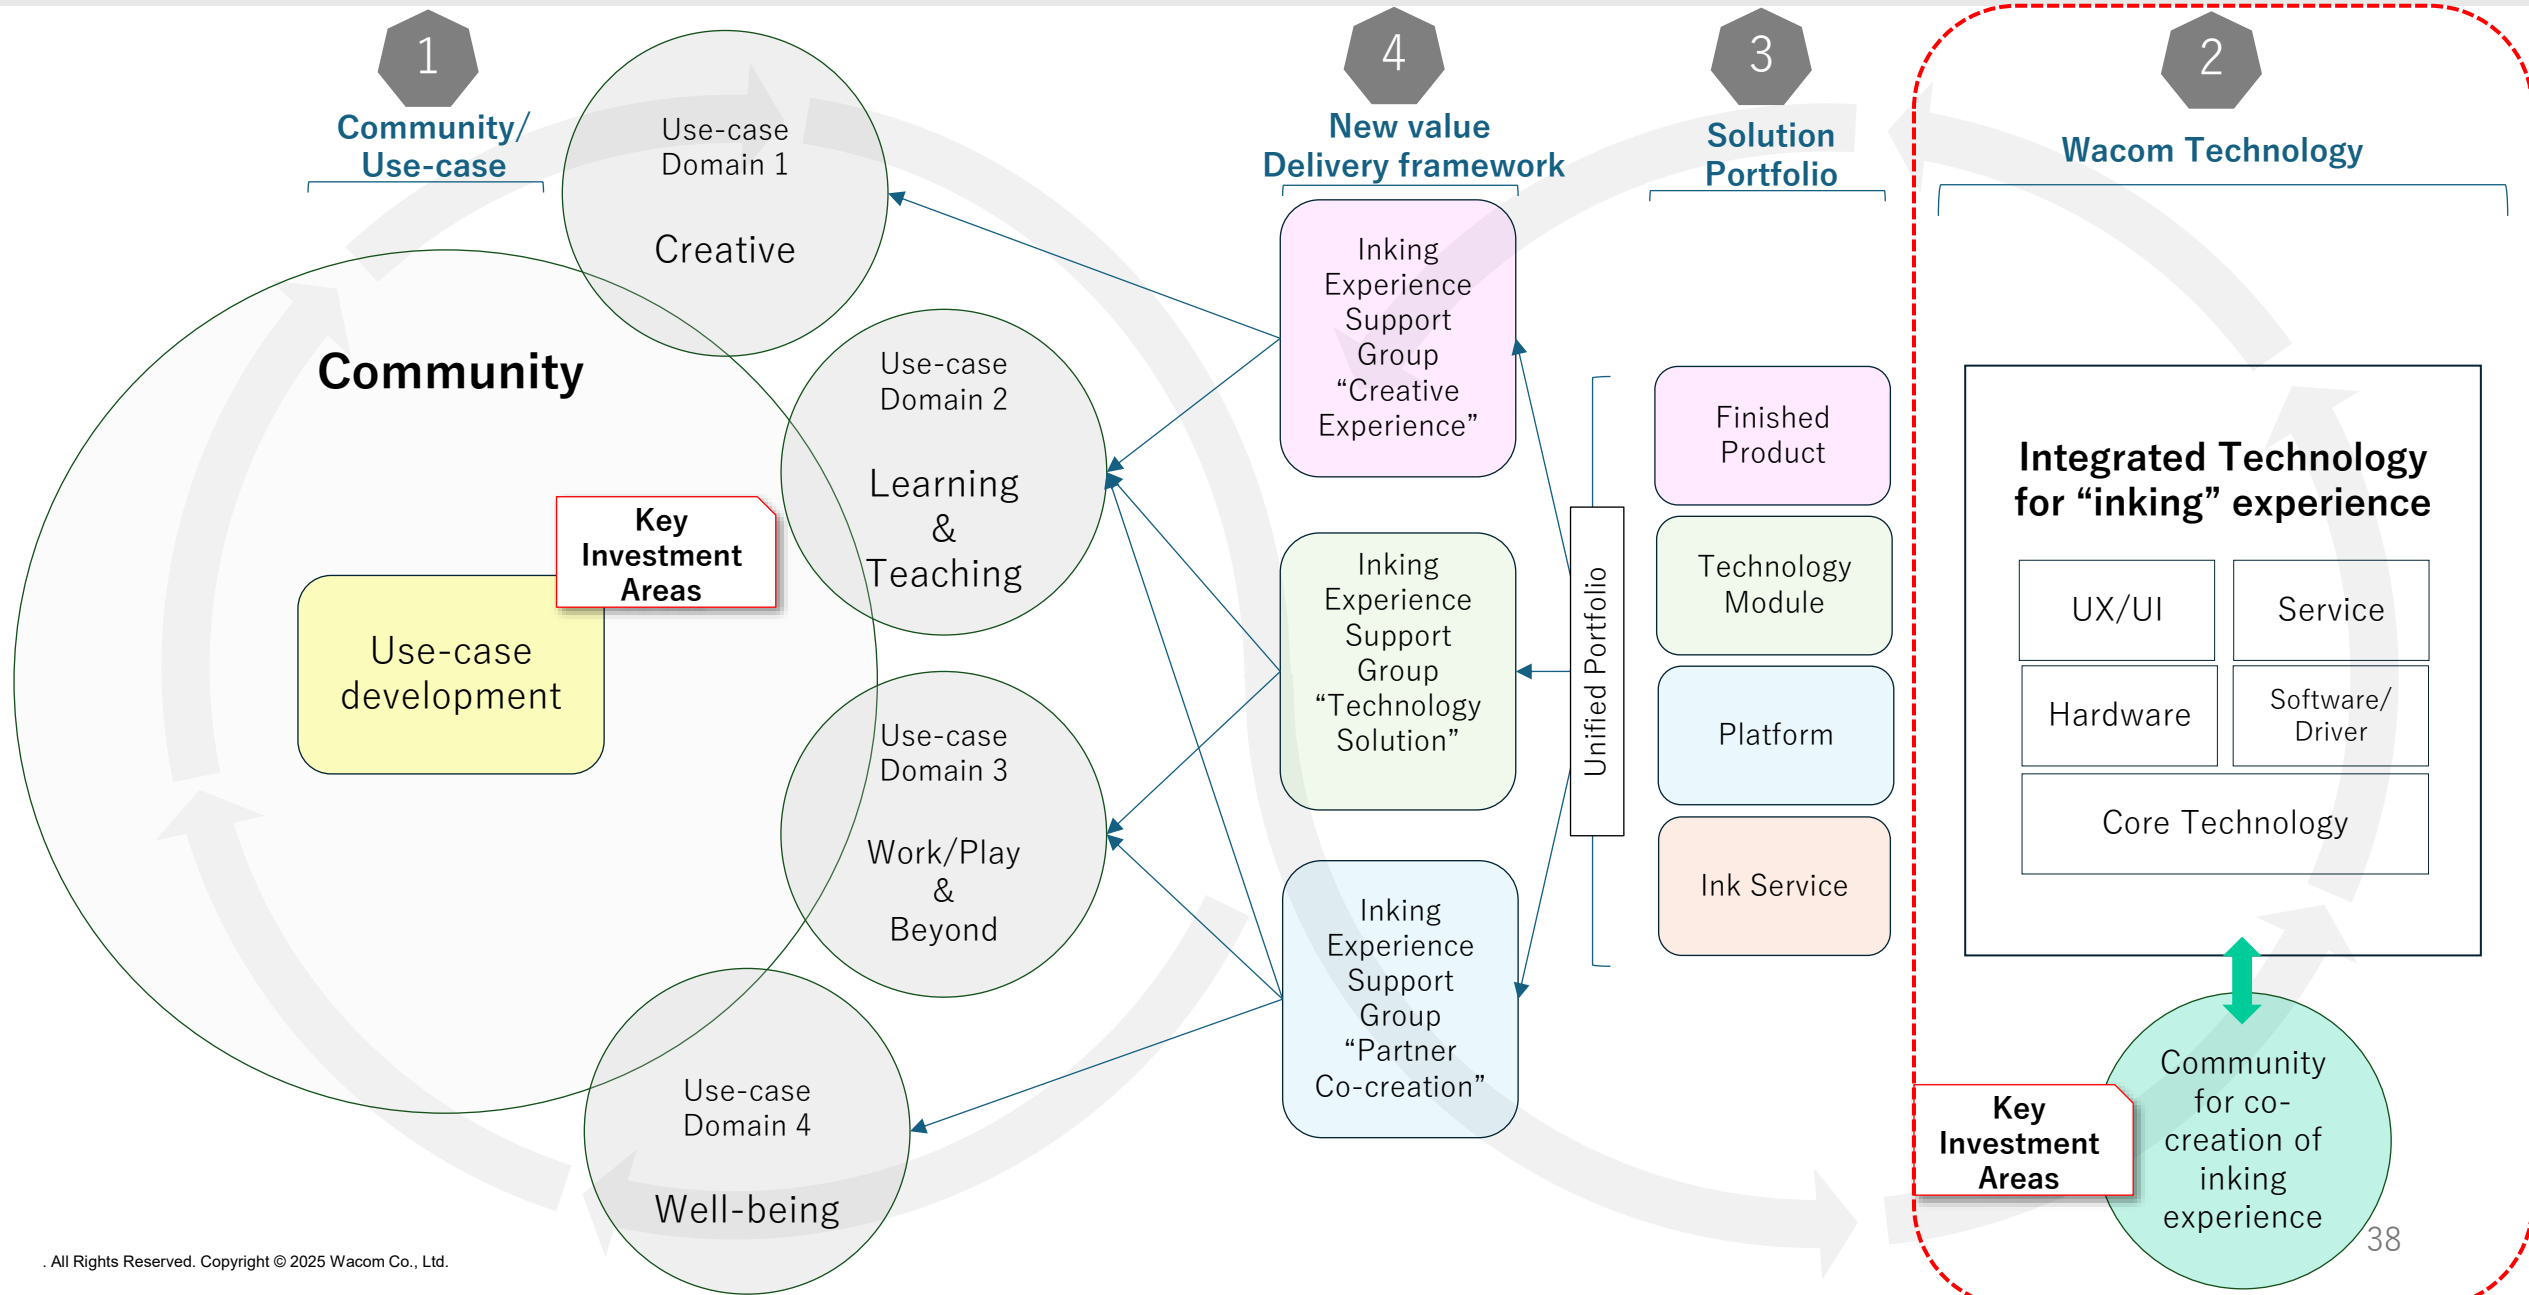 1
Community/
Use-case
4
New value
Delivery framework
3
Solution
Portfolio
2
Wacom Technology
Community
Use-case
development
Key
Investment
Areas
Use-case
Domain 1
Creative
Use-case
Domain 2
Learning
&
Teaching
Use-case
Domain 3
Work/Play
&
Beyond
Use-case
Domain 4
Well-being
Inking
Experience
Support
Group
“Creative
Experience”
Inking
Experience
Support
Group
“Technology
Solution”
Inking
Experience
Support
Group
“Partner
Co-creation”
Unified Portfolio
Finished
Product
Technology
Module
Platform
Ink Service
Integrated Technology
for “inking” experience
UX/UI
Service
Hardware
Software/
Driver
Core Technology
Key
Investment
Areas
Community
for co-
creation of
inking
experience
38
. All Rights Reserved. Copyright © 2025 Wacom Co., Ltd.